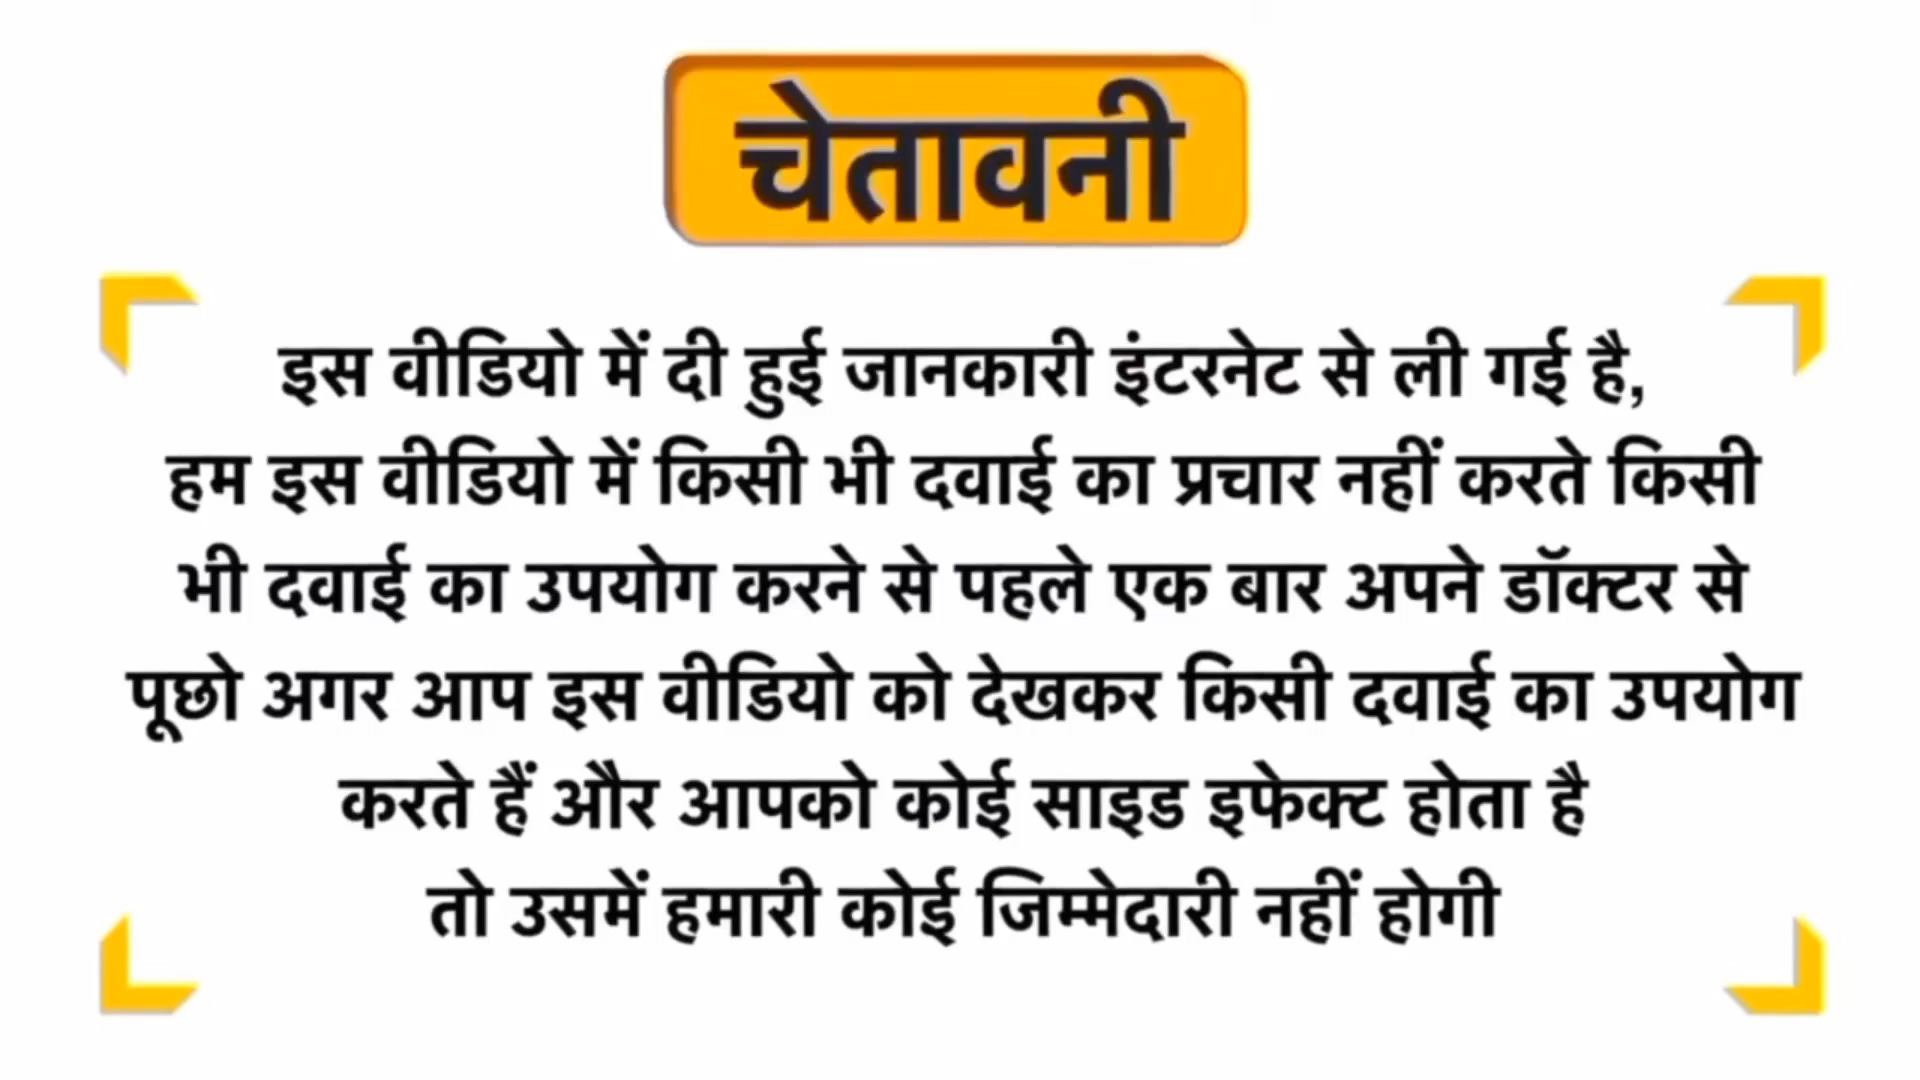 चेतावनी
इस वीडियो में दी हुई जानकारी इंटरनेट से ली गई है,
हम इस वीडियो में किसी भी दवाई का प्रचार नहीं करते किसी
भी दवाई का उपयोग करने से पहले एक बार अपने डॉक्टर से
पूछो अगर आप इस वीडियो को देखकर किसी दवाई का उपयोग
करते हैं और आपको कोई साइड इफेक्ट होता है
तो उसमें हमारी कोई जिम्मेदारी नहीं होगी